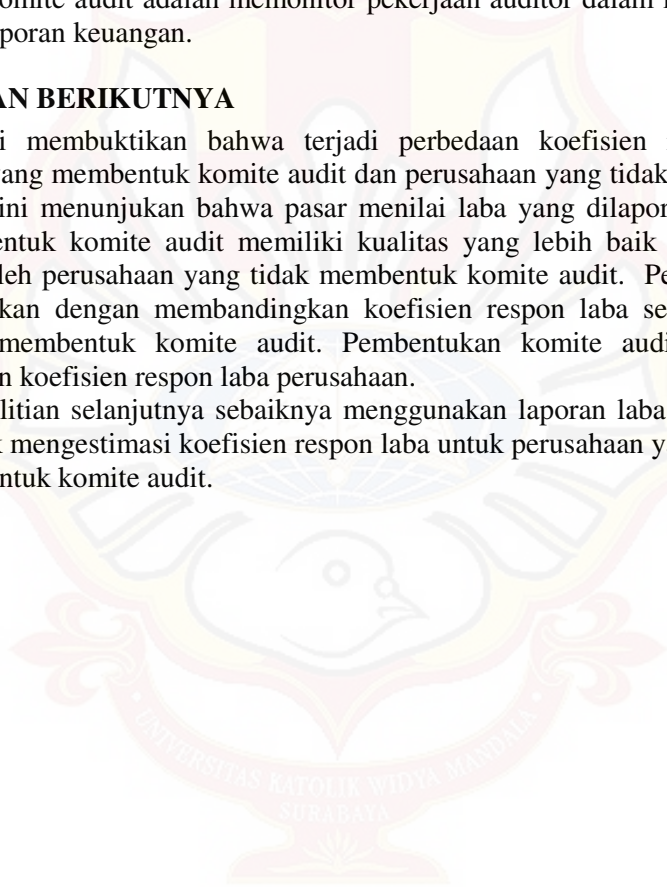 omite audit adalah memonitor pekerjaan auditor dalam
poran keuangan.
AN BERIKUTNYA
i membuktikan bahwa terjadi perbedaan koefisien
ang membentuk komite audit dan perusahaan yang tidak
ini menunjukan bahwa pasar menilai laba yang dilapor
entuk komite audit memiliki kualitas yang lebih baik
leh perusahaan yang tidak membentuk komite audit. Pe
kan dengan membandingkan koefisien respon laba se
membentuk komite audit. Pembentukan komite audi
n koefisien respon laba perusahaan.
litian selanjutnya sebaiknya menggunakan laporan laba
k mengestimasi koefisien respon laba untuk perusahaan y
ntuk komite audit.
UNIVERSITAS KATOLIK WIDYA MANDALA
SURABAYA